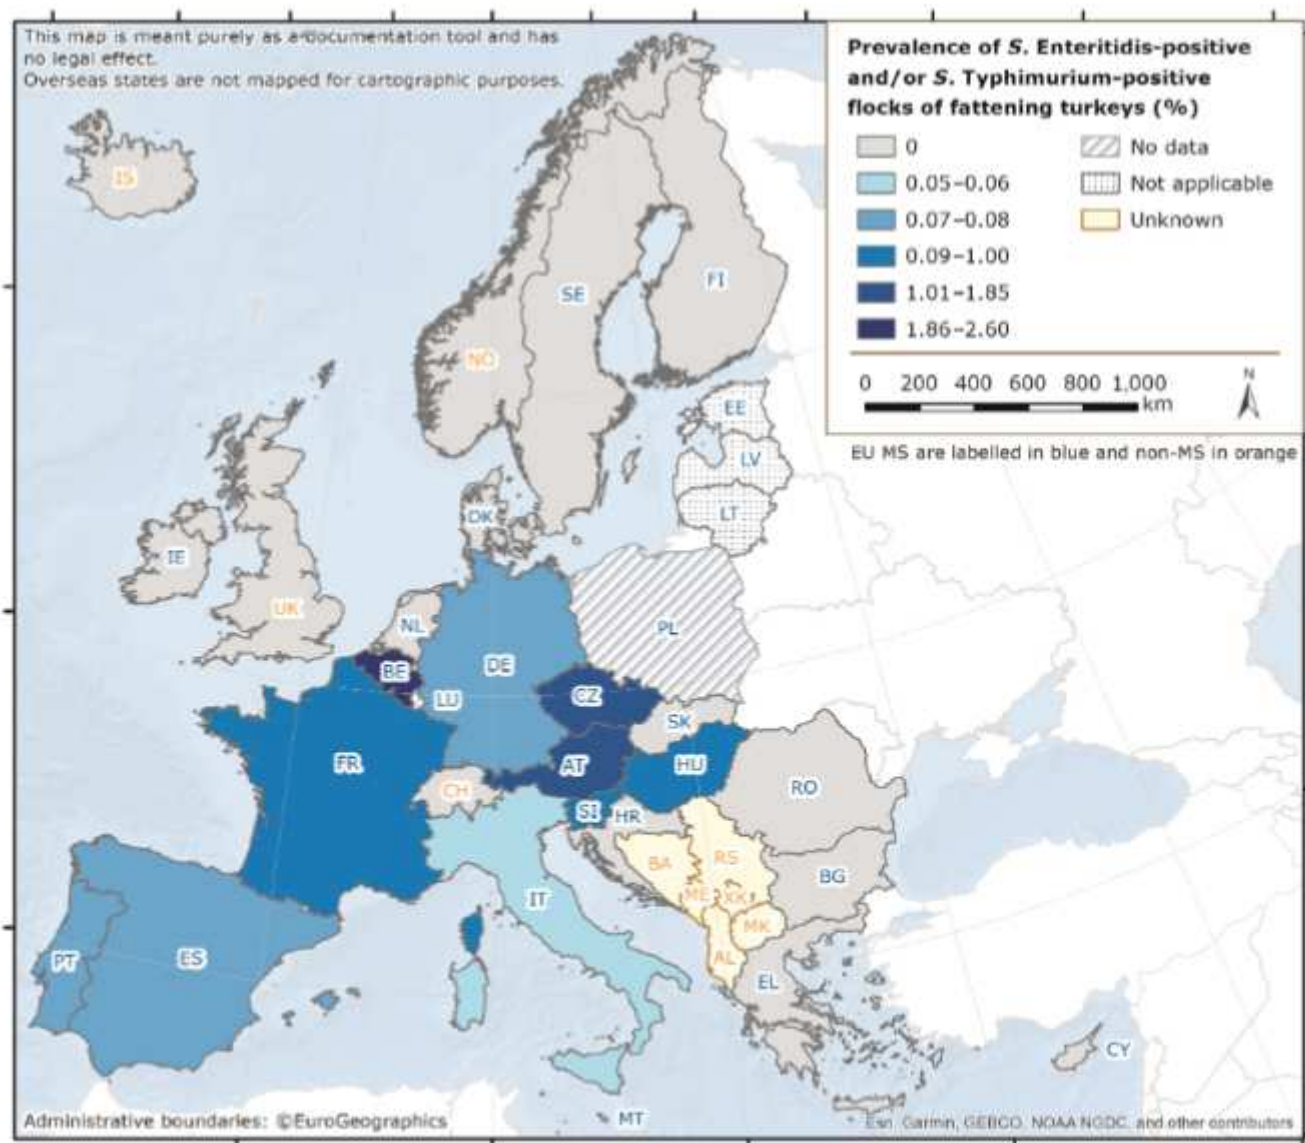 This map is meant purely as a documentation tool and has
no legal effect.
Overseas states are not mapped for cartographic purposes.
Prevalence of S. Enteritidis-positive
and/or S. Typhimurium-positive
flocks of fattening turkeys (%)
0
No data
0.05–0.06
Not applicable
0.07–0.08
Unknown
0.09–1.00
1.01–1.85
1.86–2.60
0 200 400 600 800 1,000
km
N
EU MS are labelled in blue and non-MS in orange
IS
SE
FI
NO
EE
LV
LT
DK
IE
UK
NL
PL
BE
DE
LU
CZ
SK
FR
AT
HU
CH
SI
HR
RO
BA
RS
BG
ME
XK
MK
IT
AL
PT
ES
EL
CY
MT
Administrative boundaries: ©EuroGeographics
Esri, Garmin, GEBCO, NOAA NGDC, and other contributors